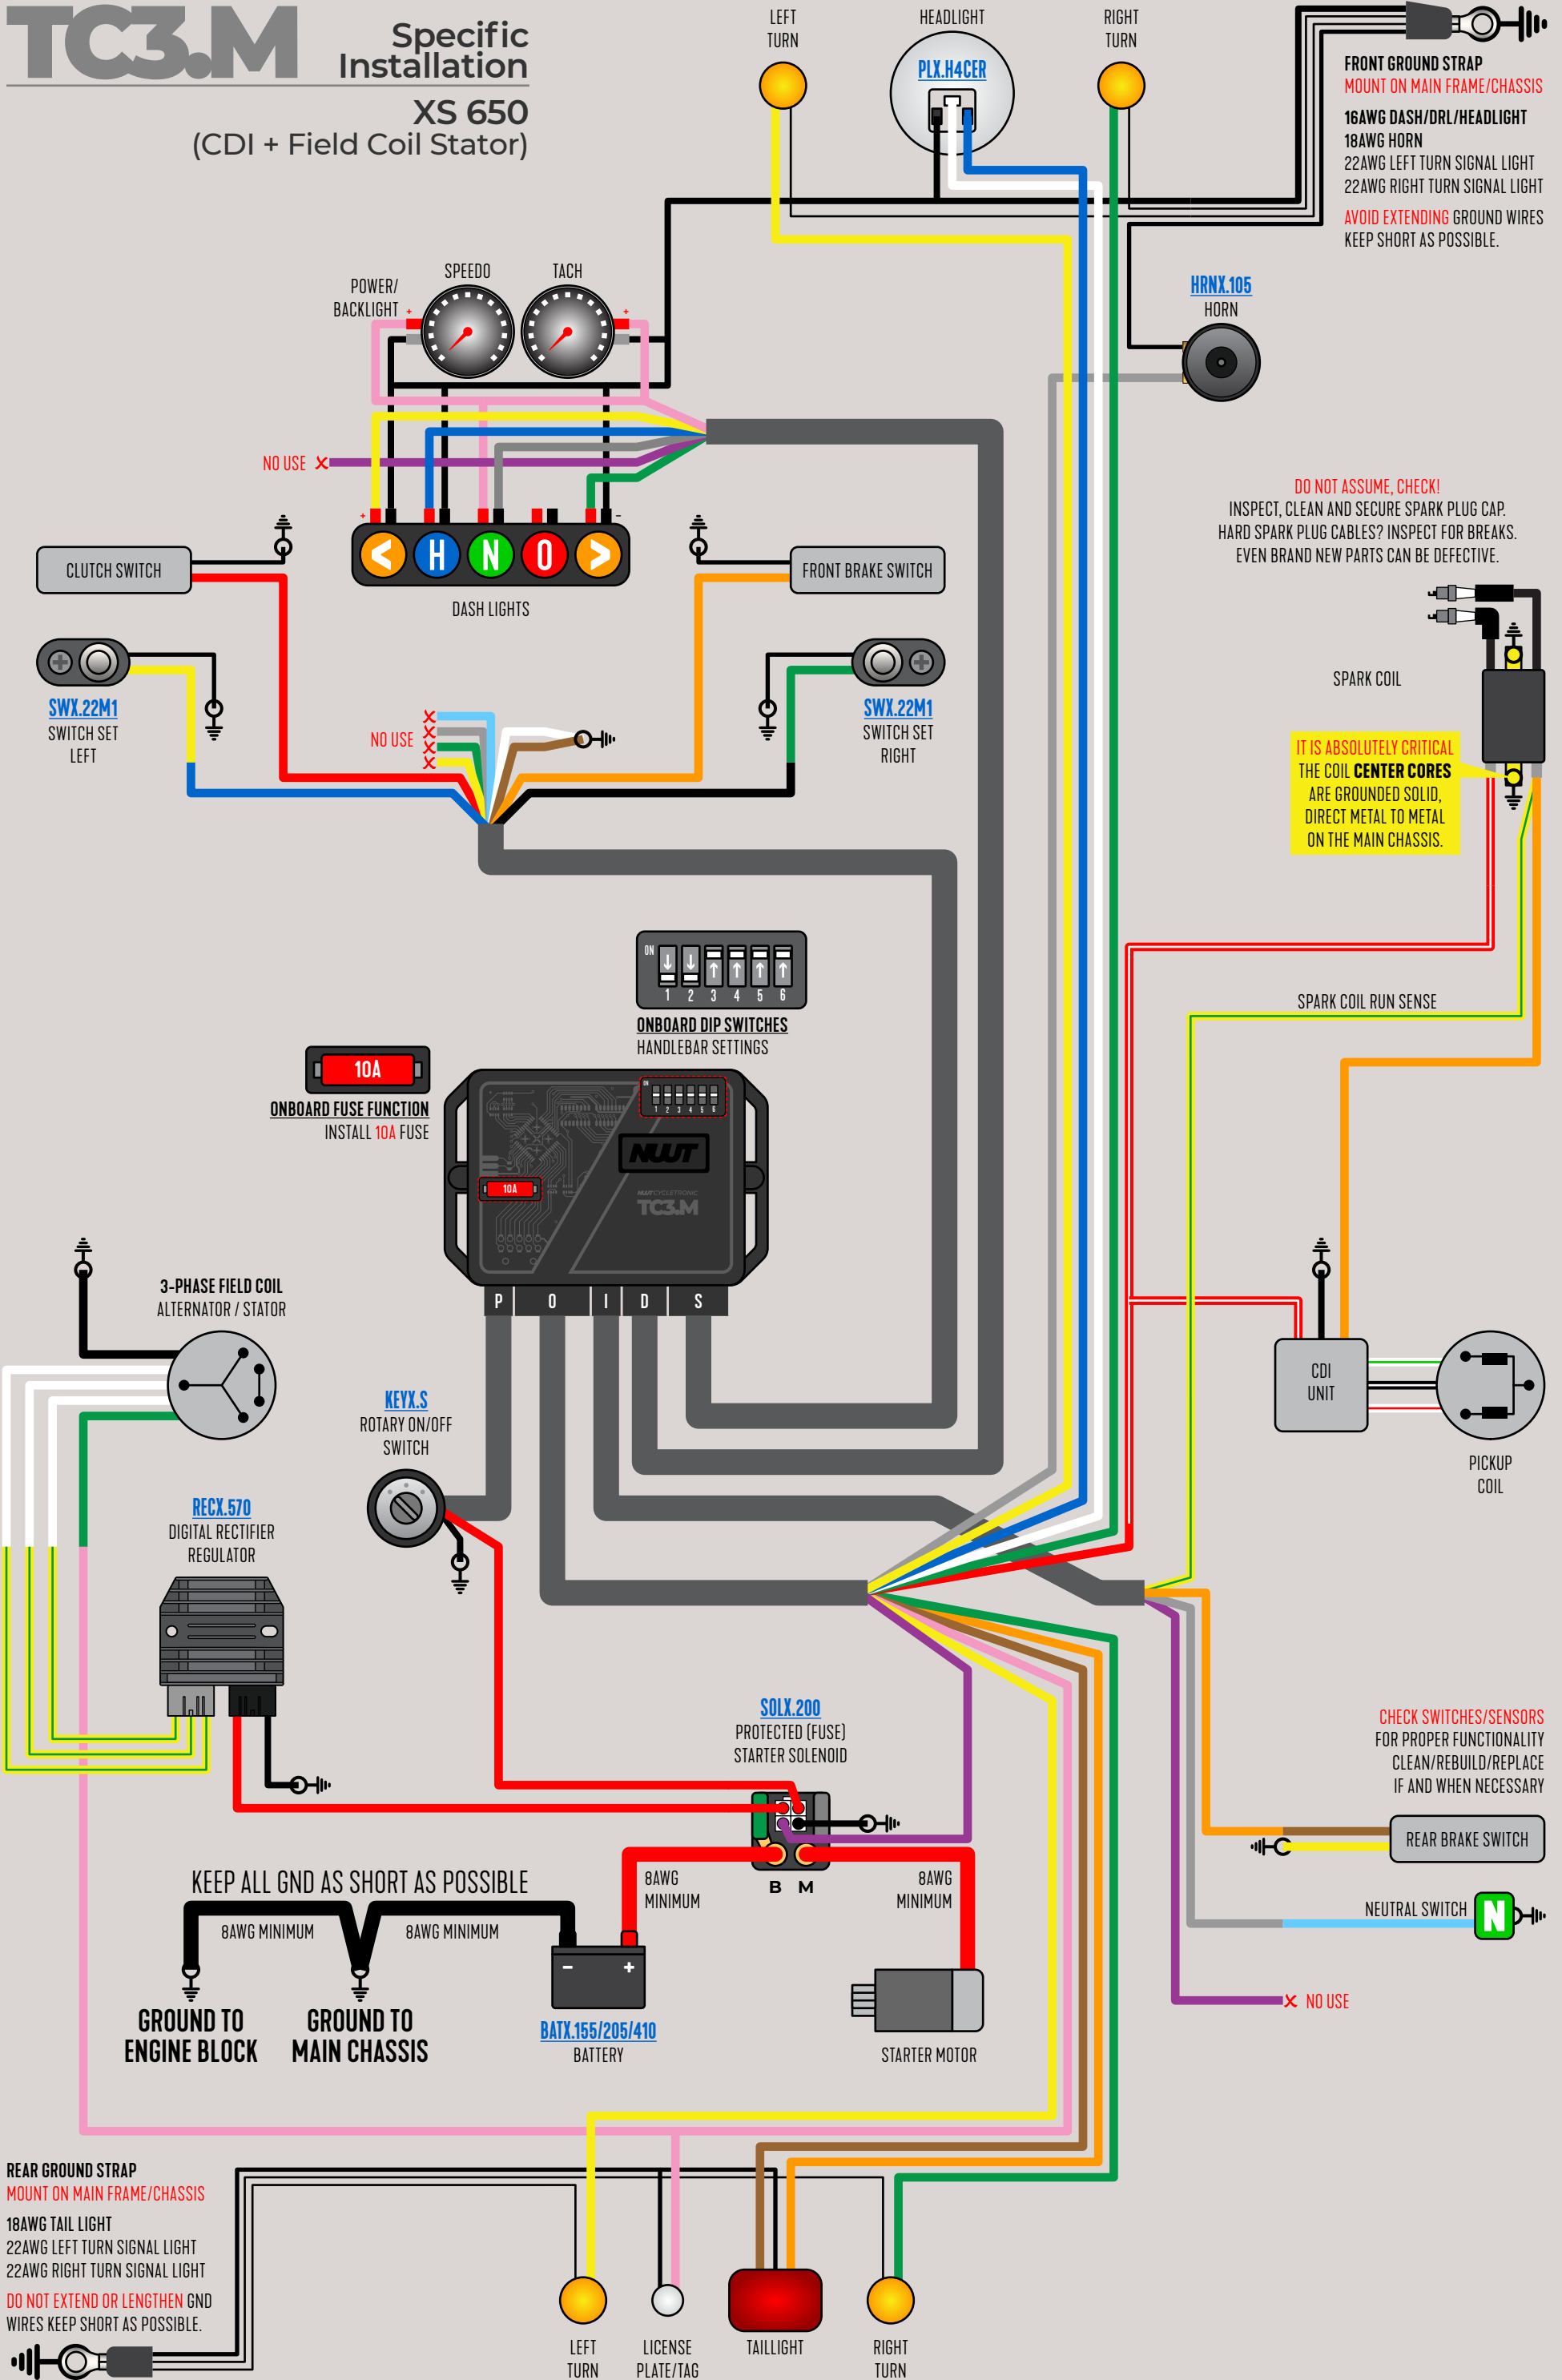 TC3.M
Specific
Installation
XS 650
(CDI + Field Coil Stator)
LEFT
TURN
HEADLIGHT
PLX.H4CER
RIGHT
TURN
FRONT GROUND STRAP
MOUNT ON MAIN FRAME/CHASSIS
16AWG DASH/DRL/HEADLIGHT
18AWG HORN
22AWG LEFT TURN SIGNAL LIGHT
22AWG RIGHT TURN SIGNAL LIGHT
AVOID EXTENDING GROUND WIRES
KEEP SHORT AS POSSIBLE.
POWER/
BACKLIGHT
SPEEDO
TACH
+
+
HRNX.105
HORN
NO USE X
+
-
< H N O >
DASH LIGHTS
CLUTCH SWITCH
FRONT BRAKE SWITCH
DO NOT ASSUME, CHECK!
INSPECT, CLEAN AND SECURE SPARK PLUG CAP.
HARD SPARK PLUG CABLES? INSPECT FOR BREAKS.
EVEN BRAND NEW PARTS CAN BE DEFECTIVE.
SWX.22M1
SWITCH SET
LEFT
NO USE
X
X
X
X
SWX.22M1
SWITCH SET
RIGHT
SPARK COIL
IT IS ABSOLUTELY CRITICAL
THE COIL CENTER CORES
ARE GROUNDED SOLID,
DIRECT METAL TO METAL
ON THE MAIN CHASSIS.
ON
1 2 3 4 5 6
ONBOARD DIP SWITCHES
HANDLEBAR SETTINGS
SPARK COIL RUN SENSE
10A
ONBOARD FUSE FUNCTION
INSTALL 10A FUSE
ON
1 2 3 4 5 6
NWT
10A
NWT CYCLETRONIC
TC3.M
P O I D S
3-PHASE FIELD COIL
ALTERNATOR / STATOR
KEYX.S
ROTARY ON/OFF
SWITCH
CDI
UNIT
PICKUP
COIL
RECX.570
DIGITAL RECTIFIER
REGULATOR
SOLX.200
PROTECTED (FUSE)
STARTER SOLENOID
B M
CHECK SWITCHES/SENSORS
FOR PROPER FUNCTIONALITY
CLEAN/REBUILD/REPLACE
IF AND WHEN NECESSARY
REAR BRAKE SWITCH
NEUTRAL SWITCH
N
X NO USE
KEEP ALL GND AS SHORT AS POSSIBLE
8AWG MINIMUM
8AWG MINIMUM
8AWG
MINIMUM
8AWG
MINIMUM
- +
GROUND TO
ENGINE BLOCK
GROUND TO
MAIN CHASSIS
BATX.155/205/410
BATTERY
STARTER MOTOR
REAR GROUND STRAP
MOUNT ON MAIN FRAME/CHASSIS
18AWG TAIL LIGHT
22AWG LEFT TURN SIGNAL LIGHT
22AWG RIGHT TURN SIGNAL LIGHT
DO NOT EXTEND OR LENGTHEN GND
WIRES KEEP SHORT AS POSSIBLE.
LEFT
TURN
LICENSE
PLATE/TAG
TAILLIGHT
RIGHT
TURN